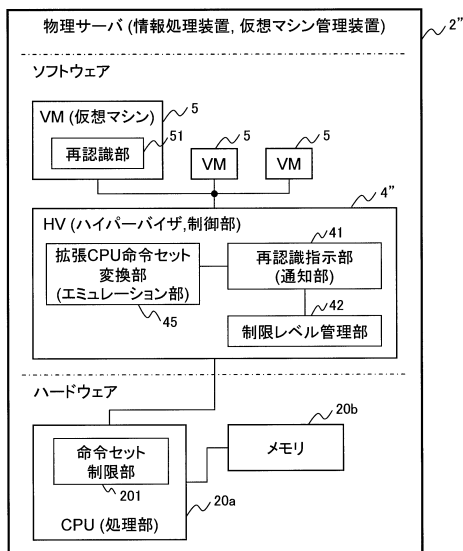 物理サーバ (情報処理装置, 仮想マシン管理装置)
2"
ソフトウェア
VM (仮想マシン)
5
再認識部
51
VM
5
VM
5
4"
HV (ハイパーバイザ,制御部)
拡張CPU命令セット
変換部
(エミュレーション部)
45
41
再認識指示部
(通知部)
42
制限レベル管理部
ハードウェア
命令セット
制限部
201
CPU (処理部)
20a
メモリ
20b